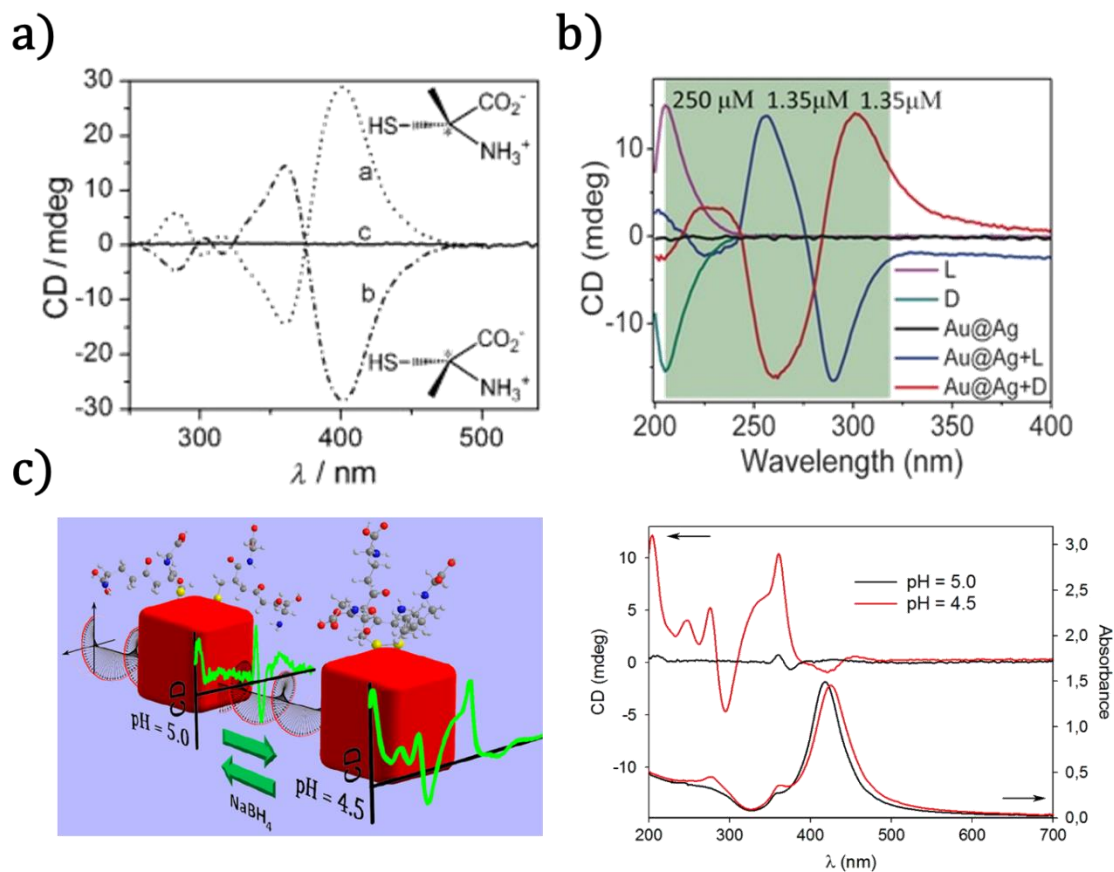 a)
30
20
10
0
-10
-20
-30
CD / mdeg
300
400
500
λ / nm
HS
CO₂⁻
*
NH₃⁺
a
c
b
HS
CO₂⁻
*
NH₃⁺
b)
250 µM 1.35µM 1.35µM
10
0
-10
CD (mdeg)
L
D
Au@Ag
Au@Ag+L
Au@Ag+D
200 250 300 350 400
Wavelength (nm)
c)
CD
pH = 5.0
NaBH₄
CD
pH = 4.5
10
5
0
-5
-10
CD (mdeg)
pH = 5.0
pH = 4.5
3,0
2,5
2,0
1,5
1,0
0,5
0,0
Absorbance
200 300 400 500 600 700
λ (nm)